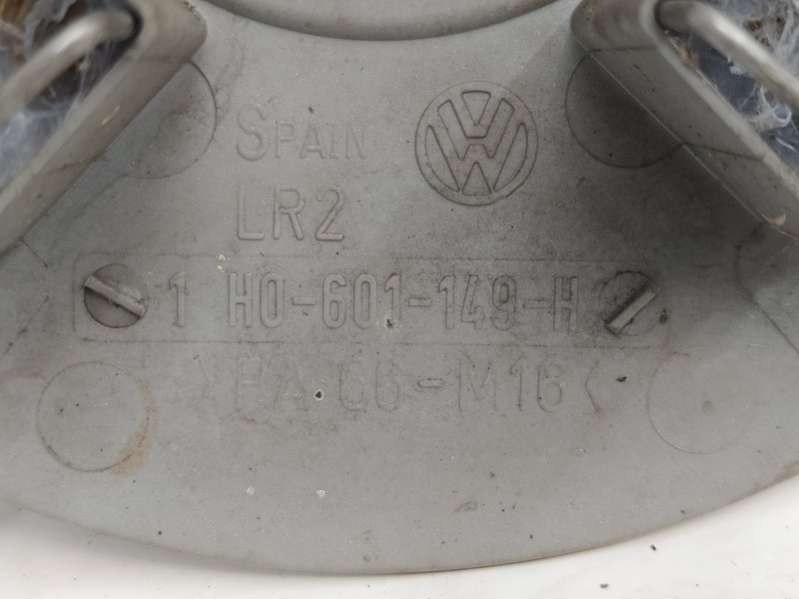 SPAIN
LR2
1 H0-601-149-H
>PA 66-M16<